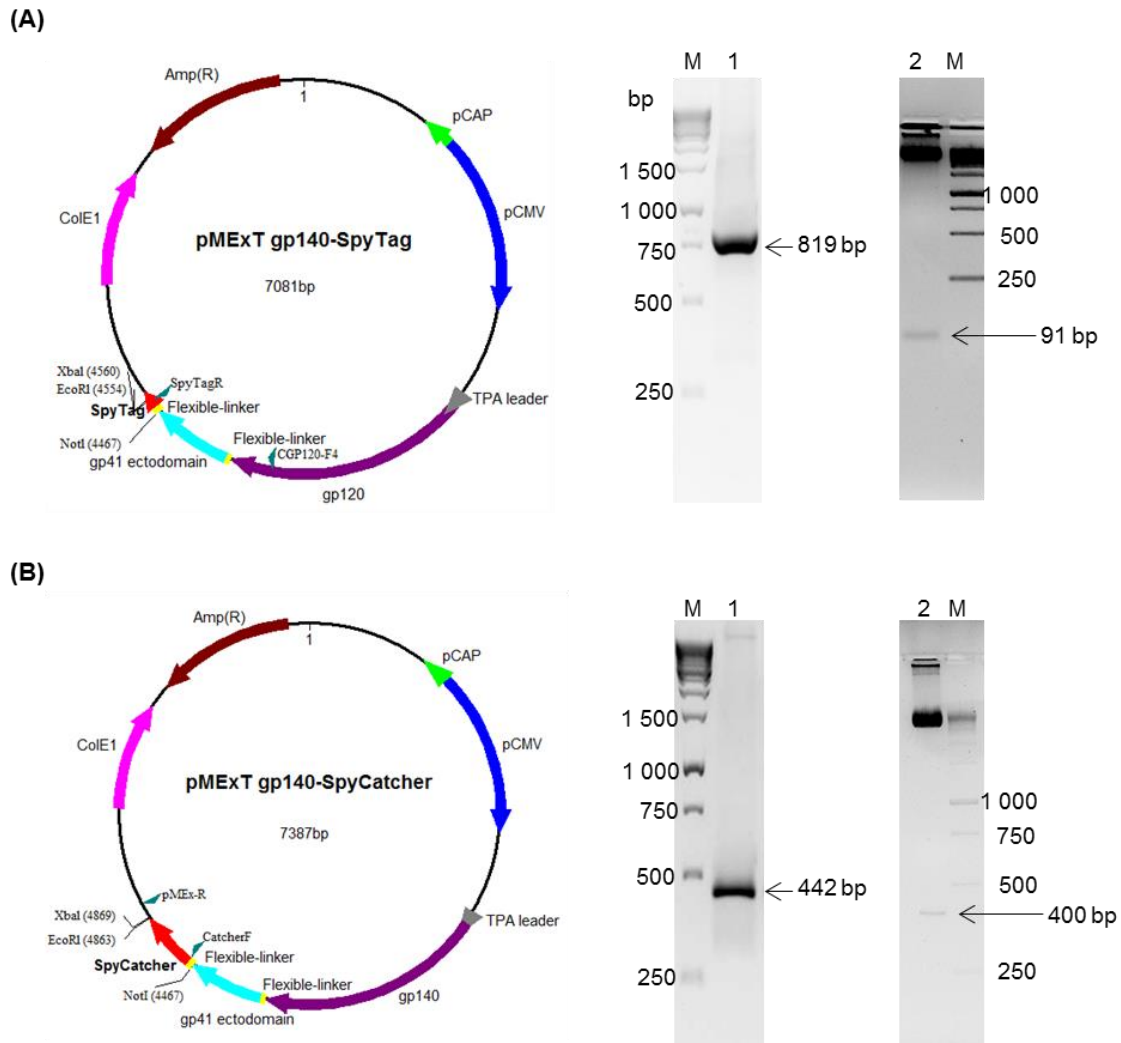 (A)
Amp(R)
1
pCAP
ColE1
pCMV
pMExT gp140-SpyTag
7081bp
XbaI (4560)
EcoRI (4554)
SpyTagR
SpyTag
Flexible-linker
NotI (4467)
gp41 ectodomain
Flexible-linker
CGP120-F4
TPA leader
gp120
M 1
bp
1 500
1 000
750
500
250
819 bp
2 M
1 000
500
250
91 bp
(B)
Amp(R)
1
pCAP
ColE1
pCMV
pMExT gp140-SpyCatcher
7387bp
pMEx-R
XbaI (4869)
EcoRI (4863)
CatcherF
SpyCatcher
Flexible-linker
NotI (4467)
Flexible-linker
gp41 ectodomain
TPA leader
gp140
M 1
1 500
1 000
750
500
250
442 bp
2 M
1 000
750
500
250
400 bp